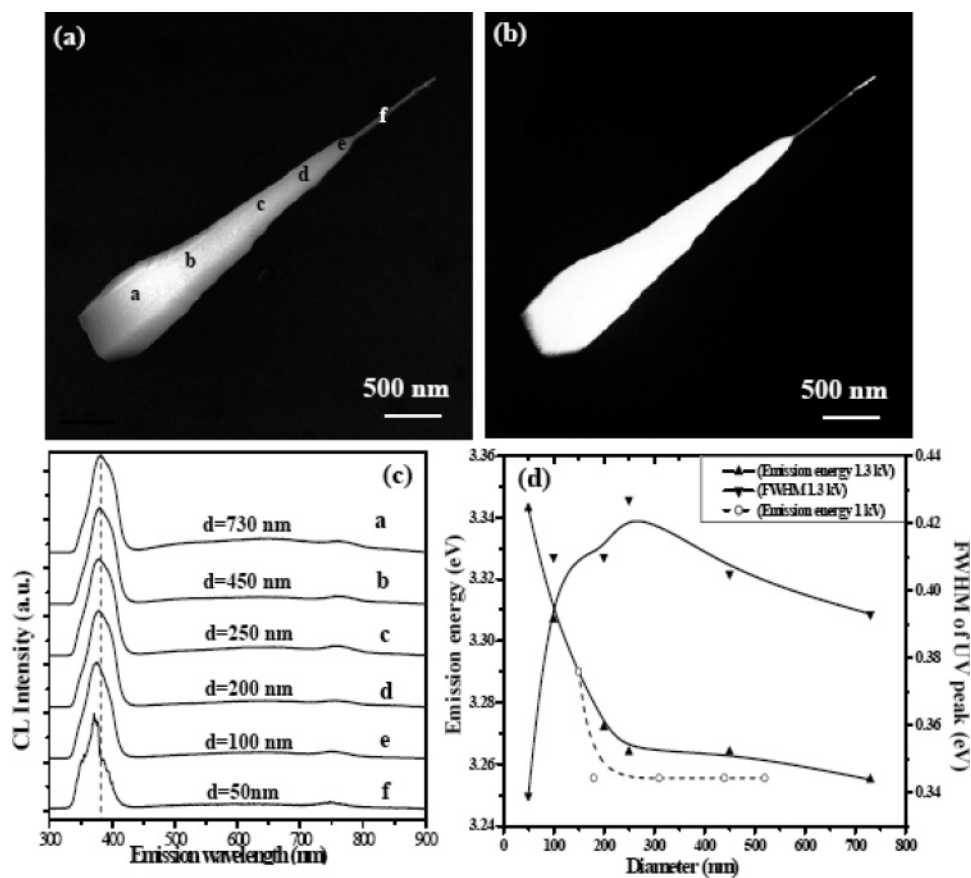 (a)
f
e
d
c
b
a
500 nm
(b)
500 nm
(c)
d=730 nm a
d=450 nm b
d=250 nm c
d=200 nm d
d=100 nm e
d=50nm f
CL Intensity (a.u.)
300 400 500 600 700 800 900
Emission wavelength (nm)
(d)
(Emission energy 1.3 kV)
(FWHM 1.3 kV)
(Emission energy 1 kV)
3.36
3.34
3.32
3.30
3.28
3.26
3.24
Emission energy (eV)
0.44
0.42
0.40
0.38
0.36
0.34
FWHM of UV peak (eV)
0 100 200 300 400 500 600 700 800
Diameter (nm)